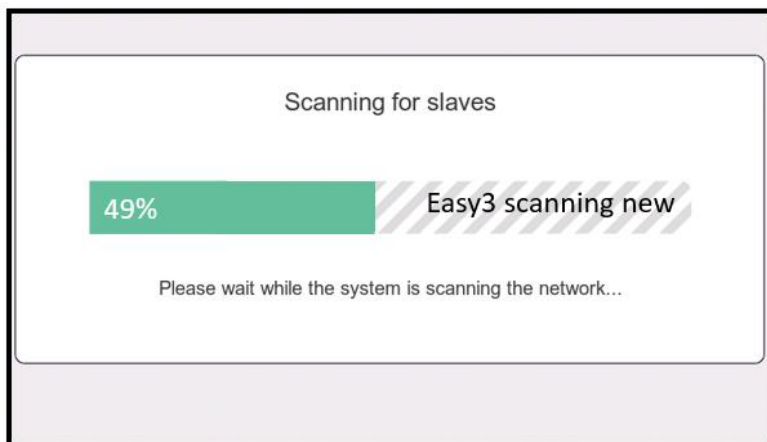 Scanning for slaves
49% Easy3 scanning new
Please wait while the system is scanning the network...